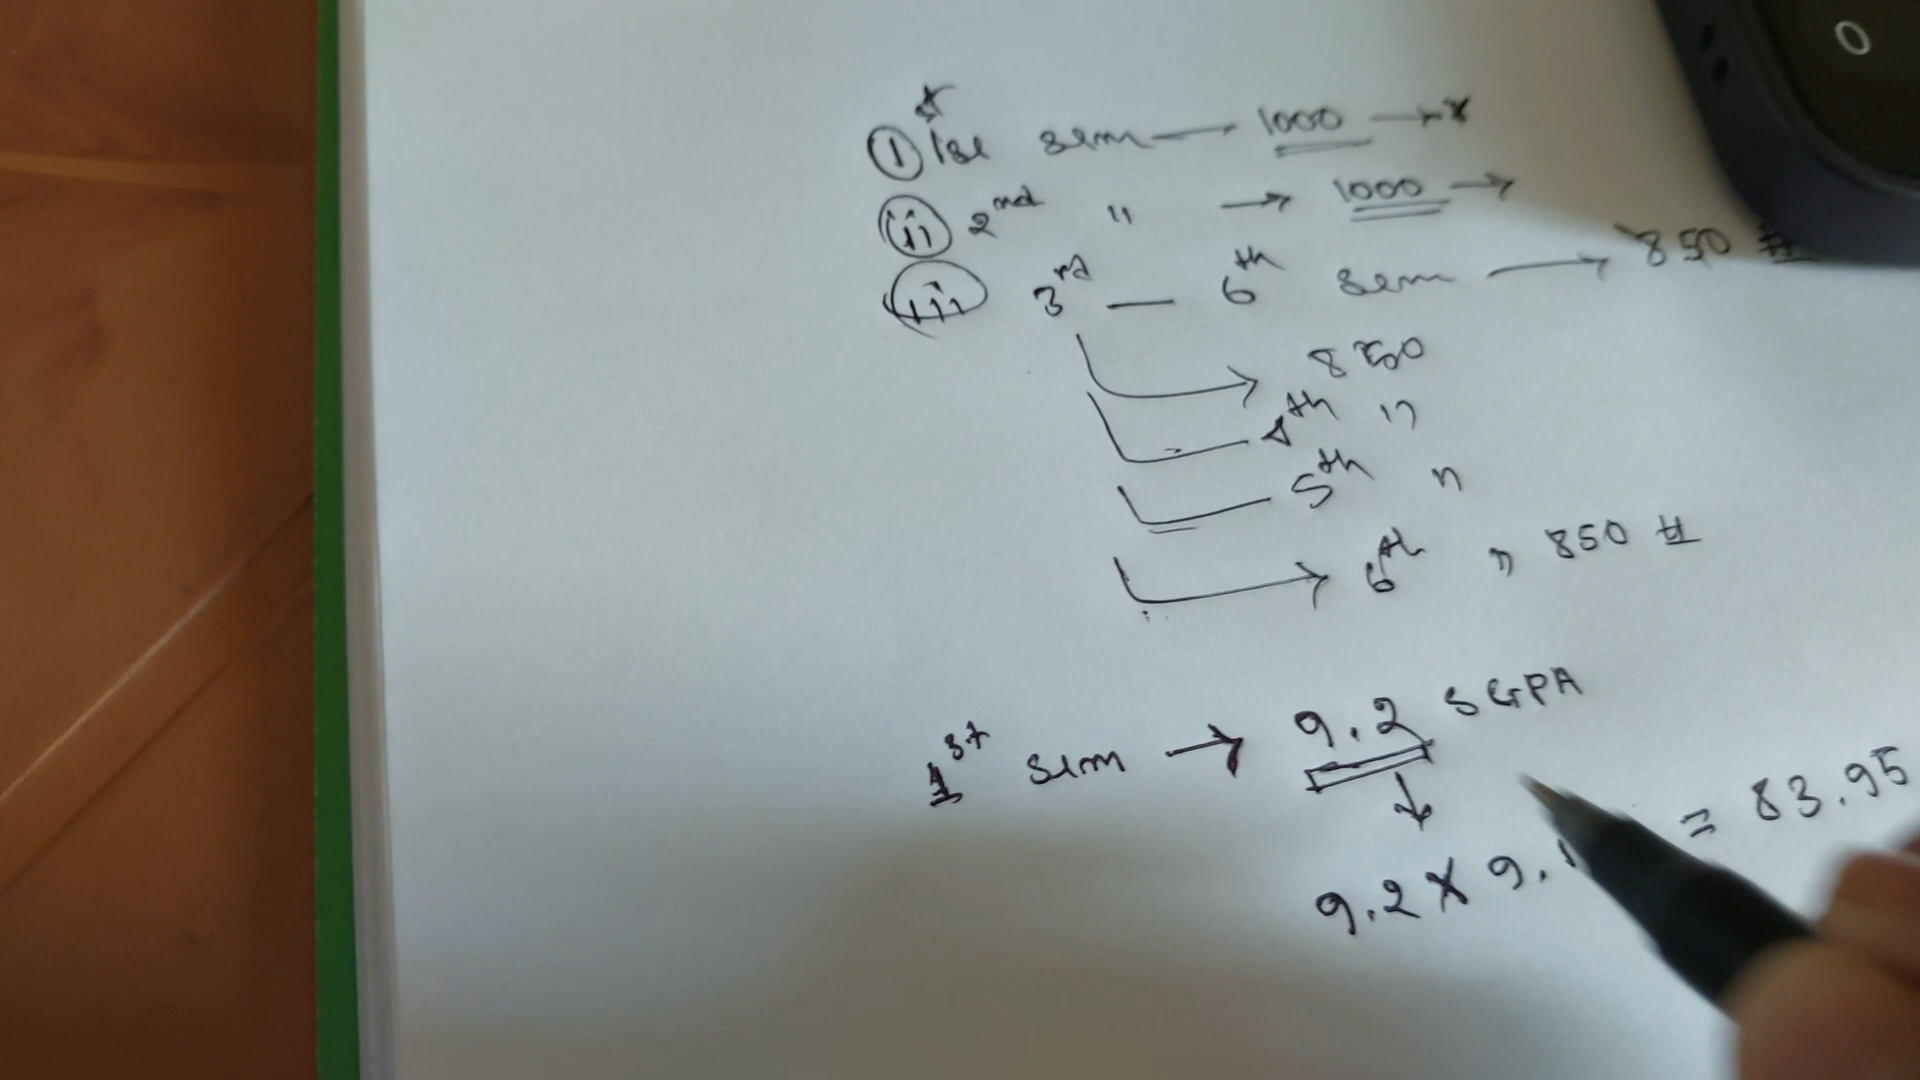 i 1st sem — 1000 →
ii 2nd " → 1000 →
iii 3rd — 6th sem → 850
→ 850
4th "
5th "
→ 6th " 850
1st sem → 9.2 SGPA
↓
9.2 X 9. = 83.95